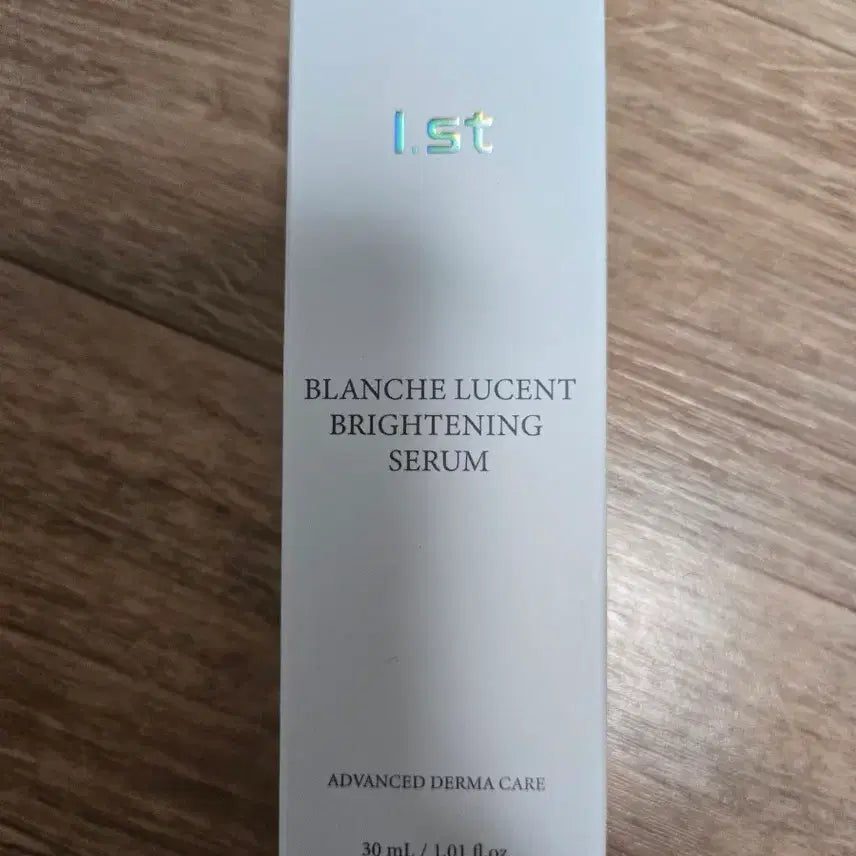 I.st
BLANCHE LUCENT
BRIGHTENING
SERUM
ADVANCED DERMA CARE
30 mL / 1.01 fl.oz